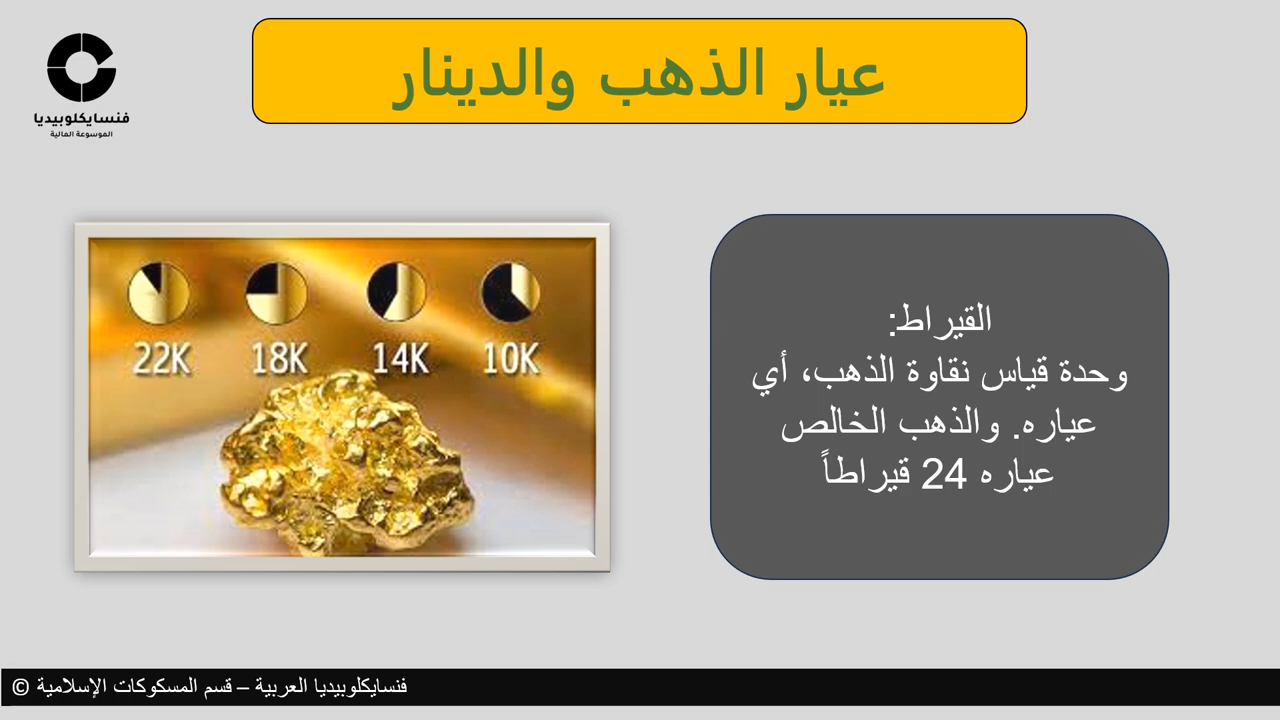 عيار الذهب والدينار
فنسايكلوبيديا
الموسوعة المالية
القيراط:
وحدة قياس نقاوة الذهب، أي
عياره. والذهب الخالص
عياره 24 قيراطاً
22K 18K 14K 10K
فنسايكلوبيديا العربية – قسم المسكوكات الإسلامية ©